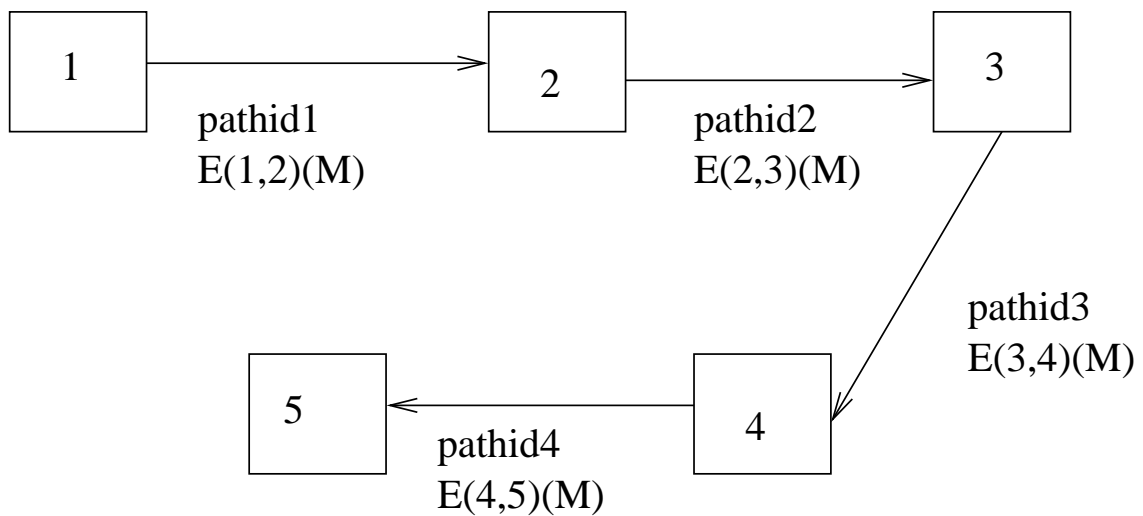 1
2
3
pathid1
E(1,2)(M)
pathid2
E(2,3)(M)
pathid3
E(3,4)(M)
5
4
pathid4
E(4,5)(M)